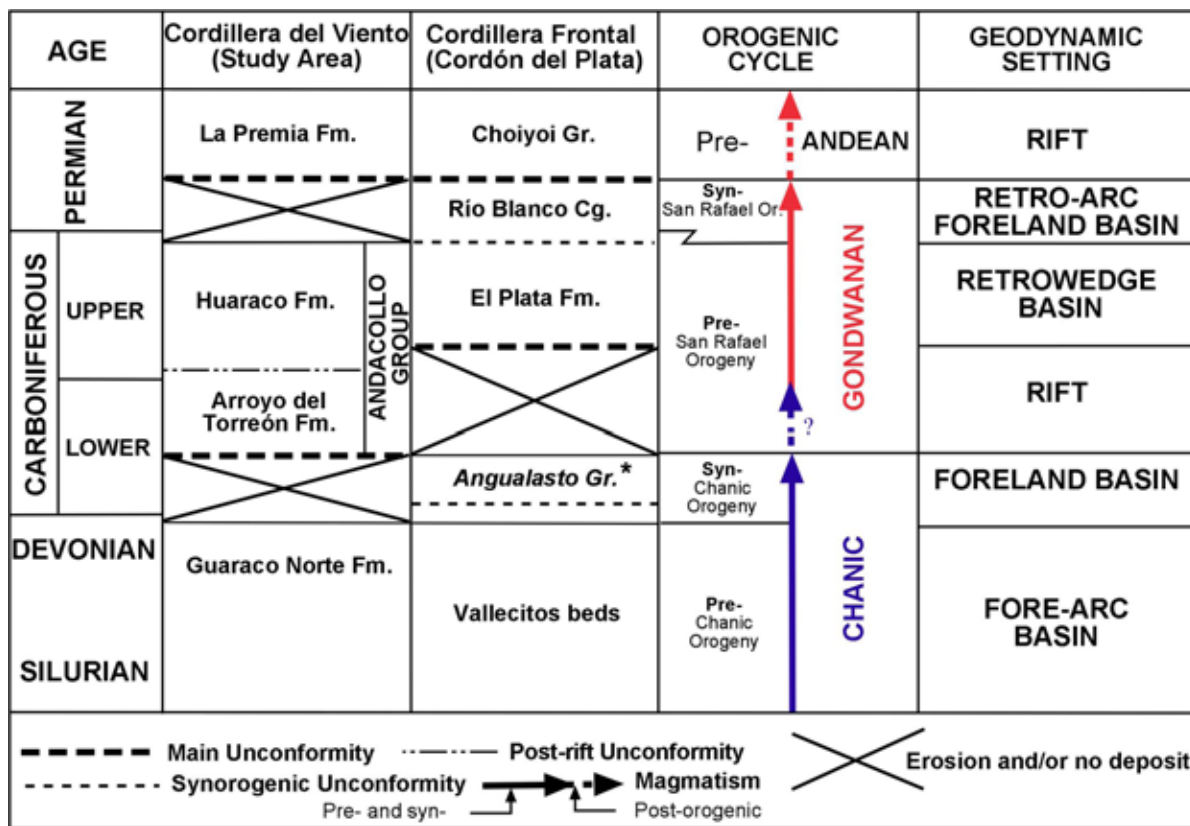 AGE
Cordillera del Viento
(Study Area)
Cordillera Frontal
(Cordón del Plata)
OROGENIC
CYCLE
GEODYNAMIC
SETTING
PERMIAN
La Premia Fm.
Choiyoi Gr.
Pre-
ANDEAN
RIFT
Río Blanco Cg.
Syn-
San Rafael Or.
RETRO-ARC
FORELAND BASIN
CARBONIFEROUS
UPPER
Huaraco Fm.
ANDACOLLO
GROUP
El Plata Fm.
Pre-
San Rafael
Orogeny
GONDWANAN
RETROWEDGE
BASIN
LOWER
Arroyo del
Torreón Fm.
?
RIFT
Angualasto Gr.*
Syn-
Chanic
Orogeny
FORELAND BASIN
DEVONIAN
SILURIAN
Guaraco Norte Fm.
Vallecitos beds
Pre-
Chanic
Orogeny
CHANIC
FORE-ARC
BASIN
Main Unconformity
Post-rift Unconformity
Erosion and/or no deposit
Synorogenic Unconformity
Magmatism
Pre- and syn-
Post-orogenic